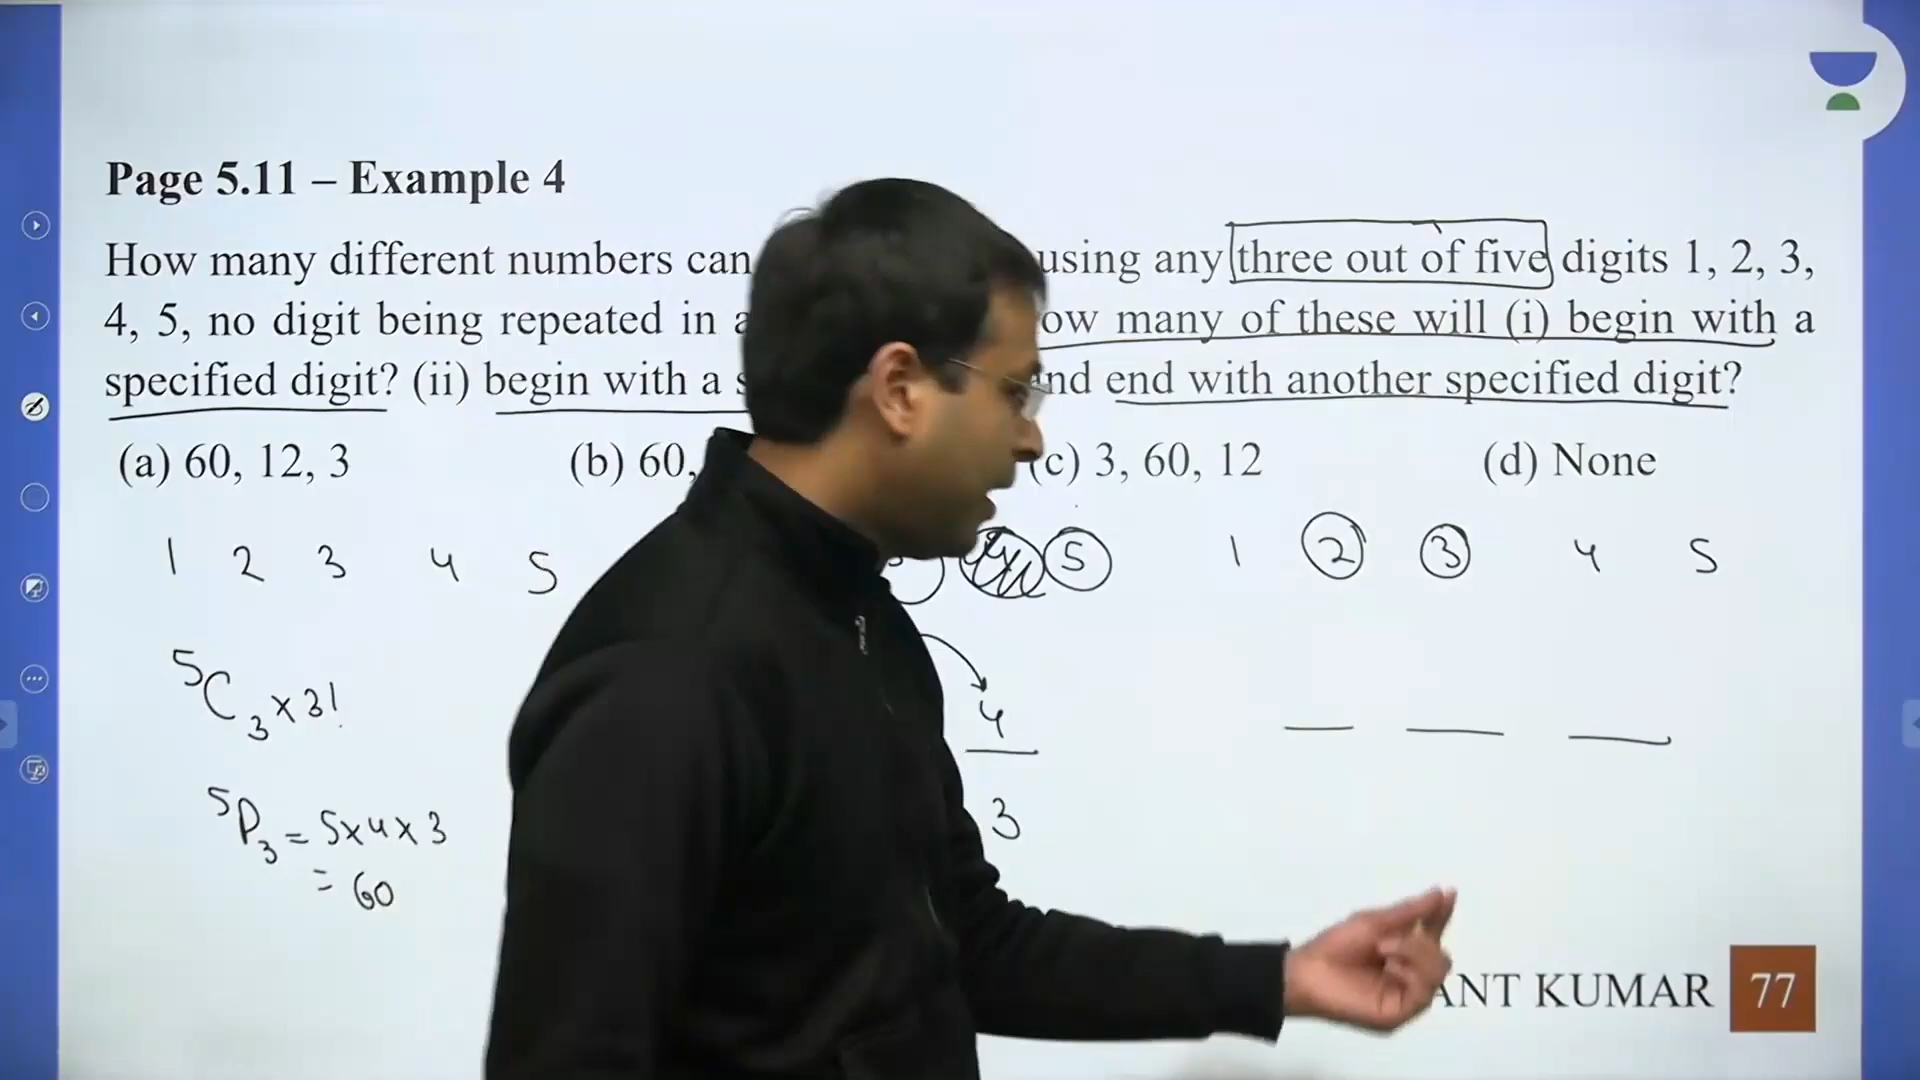 Page 5.11 – Example 4
How many different numbers can using any three out of five digits 1, 2, 3,
4, 5, no digit being repeated in many of these will (i) begin with a
specified digit? (ii) begin with a end with another specified digit?
(a) 60, 12, 3 (b) 60, (c) 3, 60, 12 (d) None
1 2 3 4 5 5 1 2 3 4 5
⁵C₃ × 3!
4
⁵P₃ = 5×4×3
3
= 60
KUMAR 77